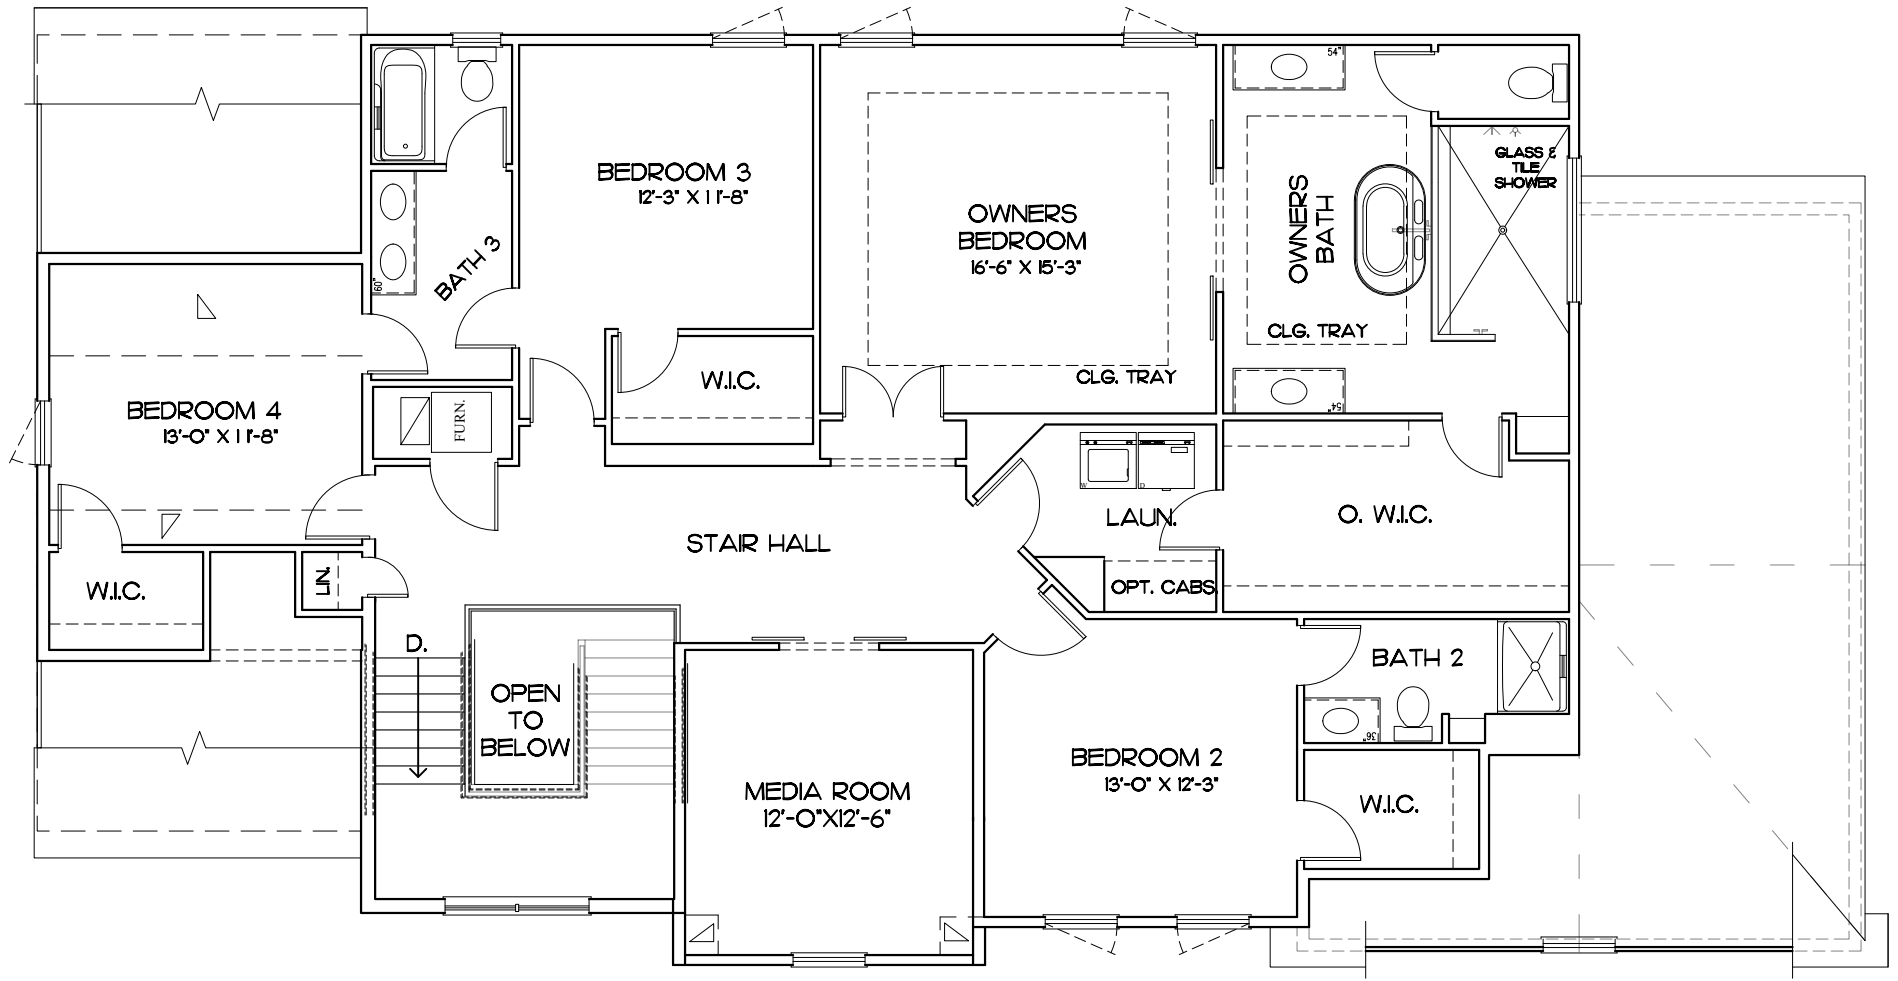 54"
GLASS &
TILE
SHOWER
BEDROOM 3
12'-3" X 11'-8"
OWNERS
BEDROOM
16'-6" X 15'-3"
OWNERS
BATH
BATH 3
60"
CLG. TRAY
CLG. TRAY
W.I.C.
54"
BEDROOM 4
13'-0" X 11'-8"
FURN.
W
D
LAUN.
O. W.I.C.
STAIR HALL
LIN.
W.I.C.
OPT. CABS.
D.
BATH 2
OPEN
TO
BELOW
36"
BEDROOM 2
13'-0" X 12'-3"
MEDIA ROOM
12'-0"X12'-6"
W.I.C.